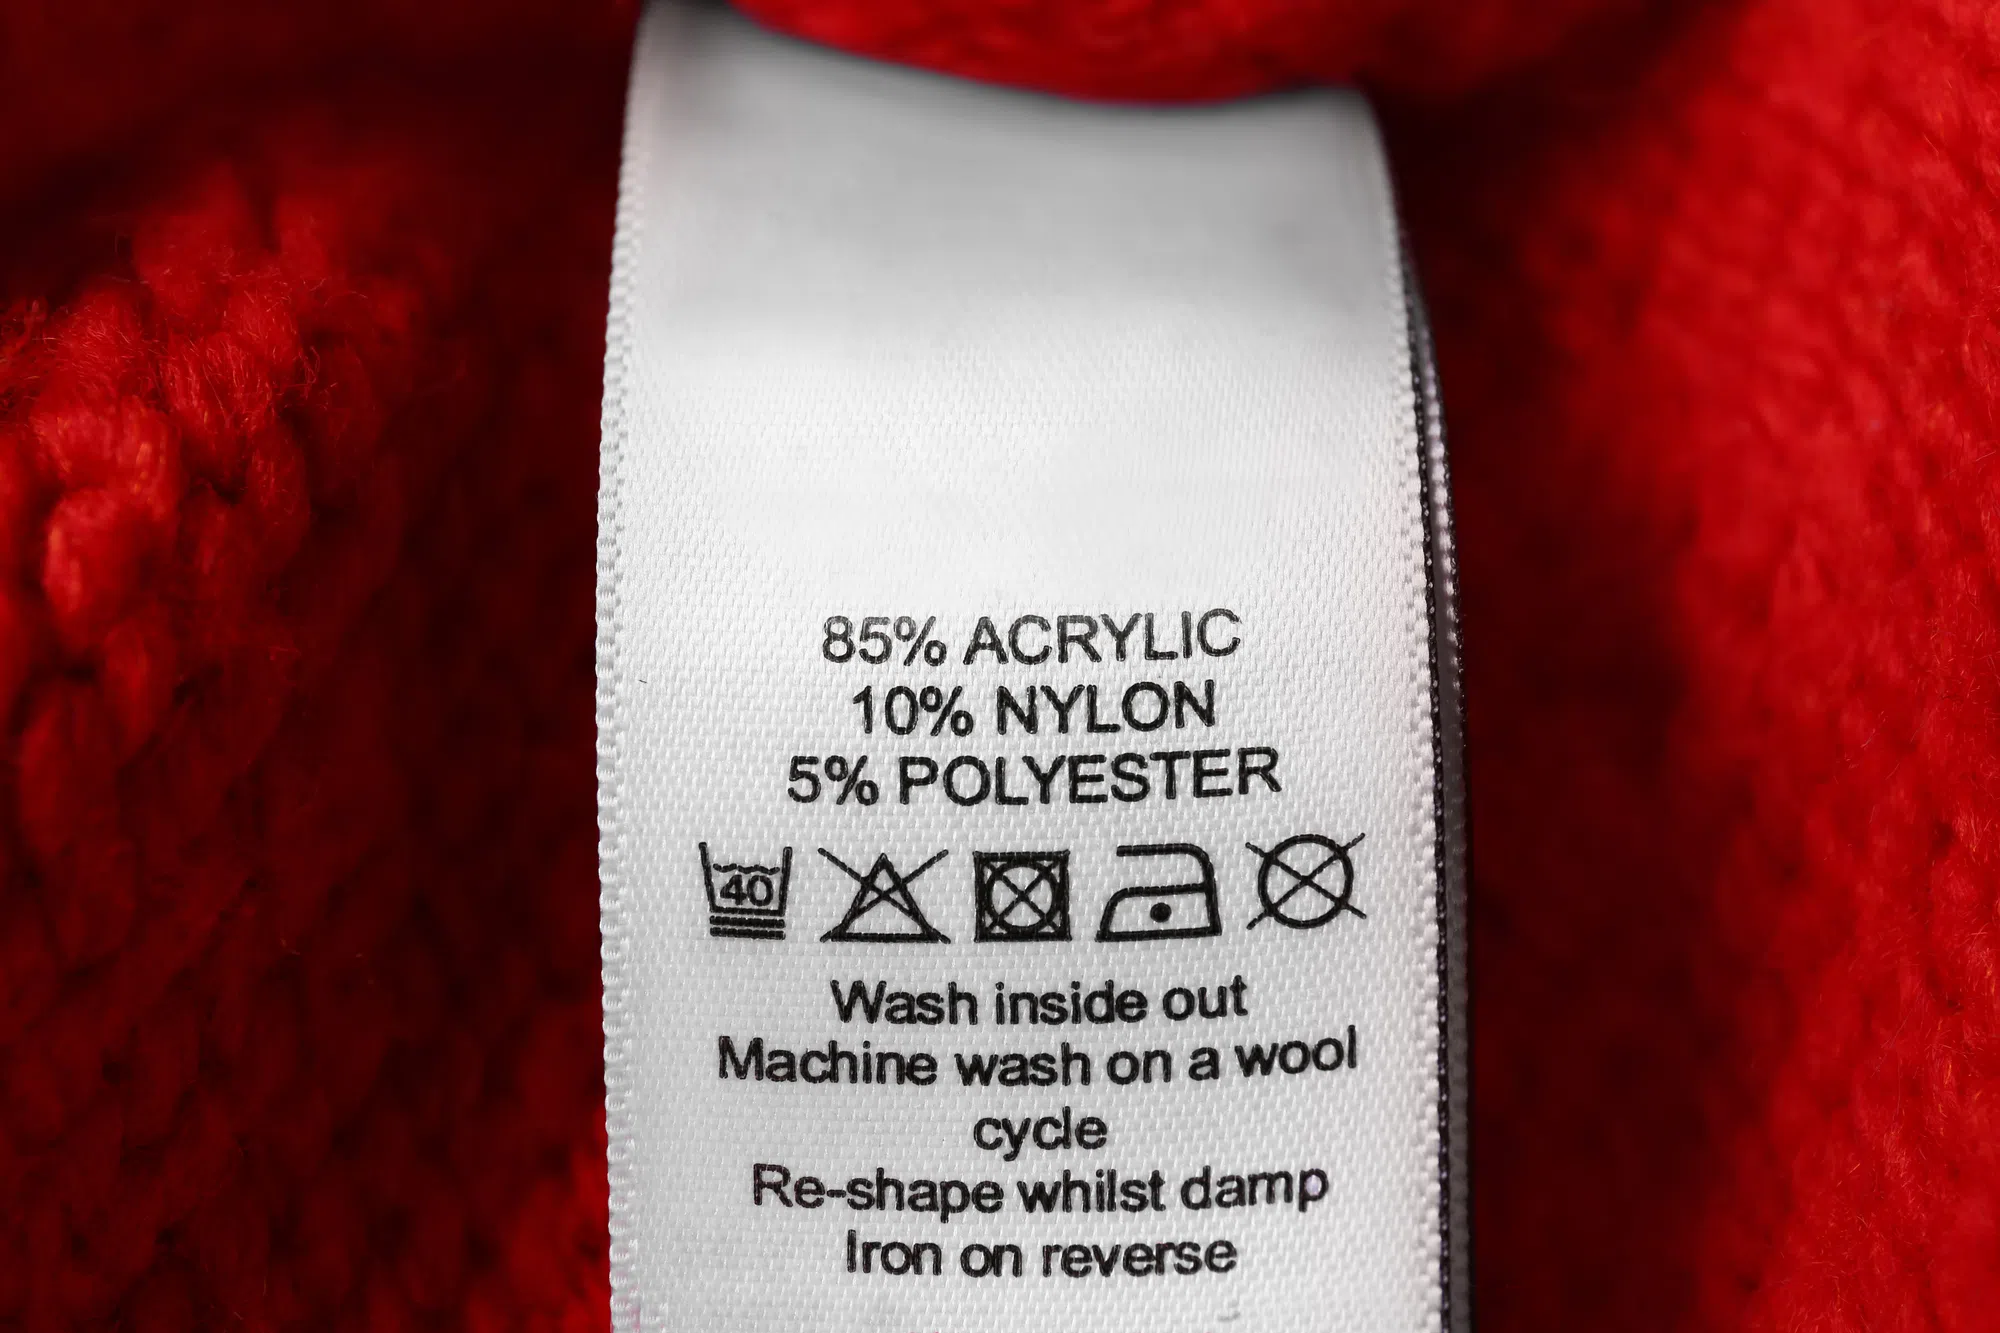 85% ACRYLIC
10% NYLON
5% POLYESTER
40
Wash inside out
Machine wash on a wool
cycle
Re-shape whilst damp
Iron on reverse